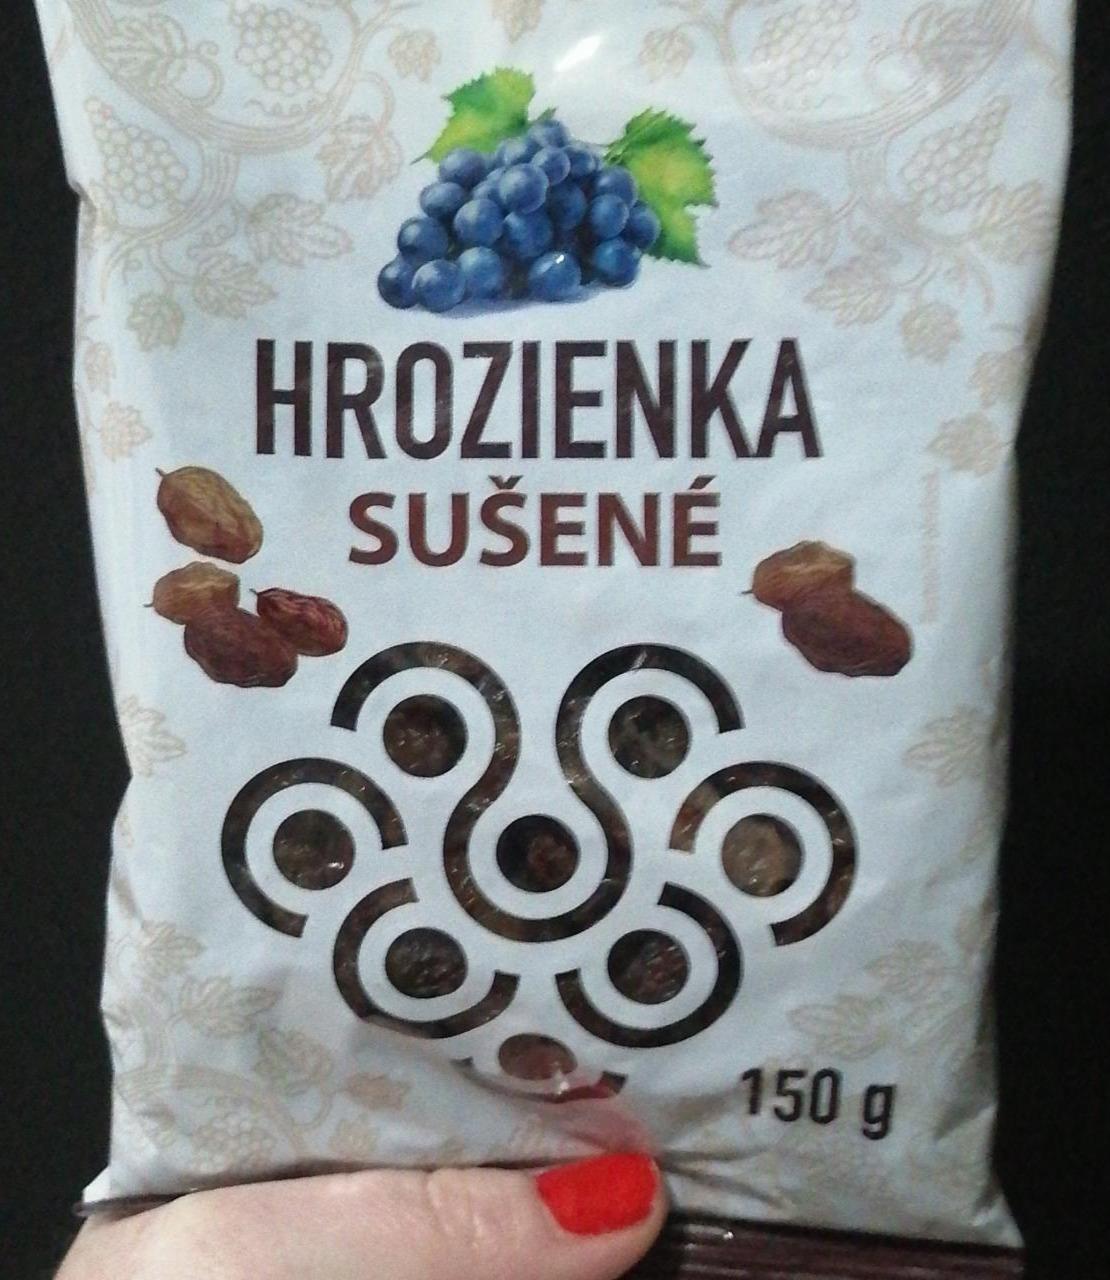 HROZIENKA
SUŠENÉ
150 g